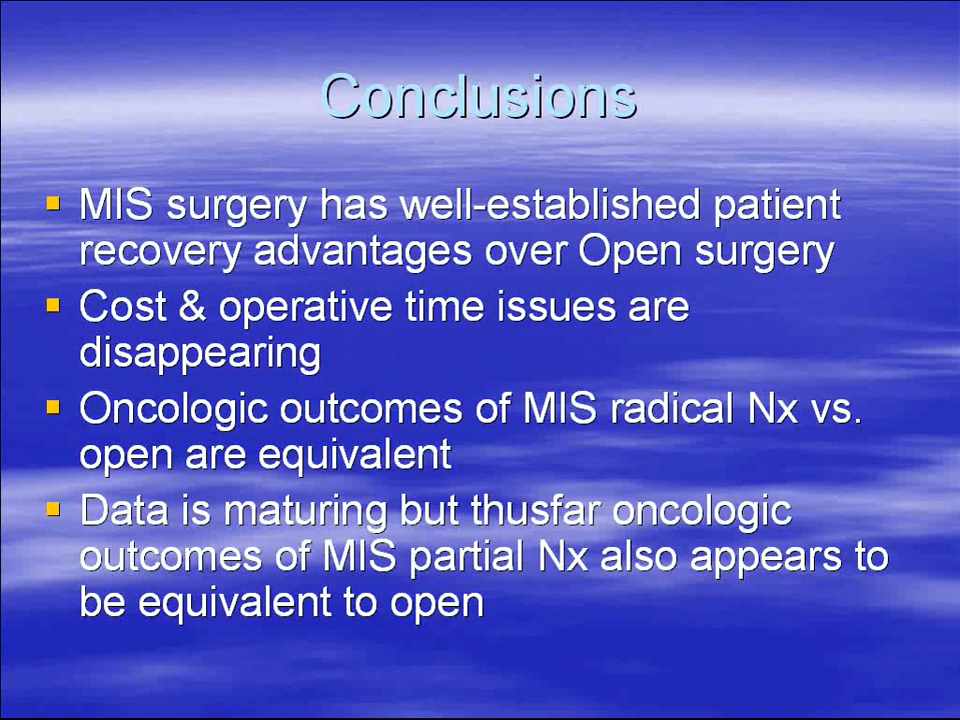 Conclusions
MIS surgery has well-established patient
recovery advantages over Open surgery
Cost & operative time issues are
disappearing
Oncologic outcomes of MIS radical Nx vs.
open are equivalent
Data is maturing but thusfar oncologic
outcomes of MIS partial Nx also appears to
be equivalent to open